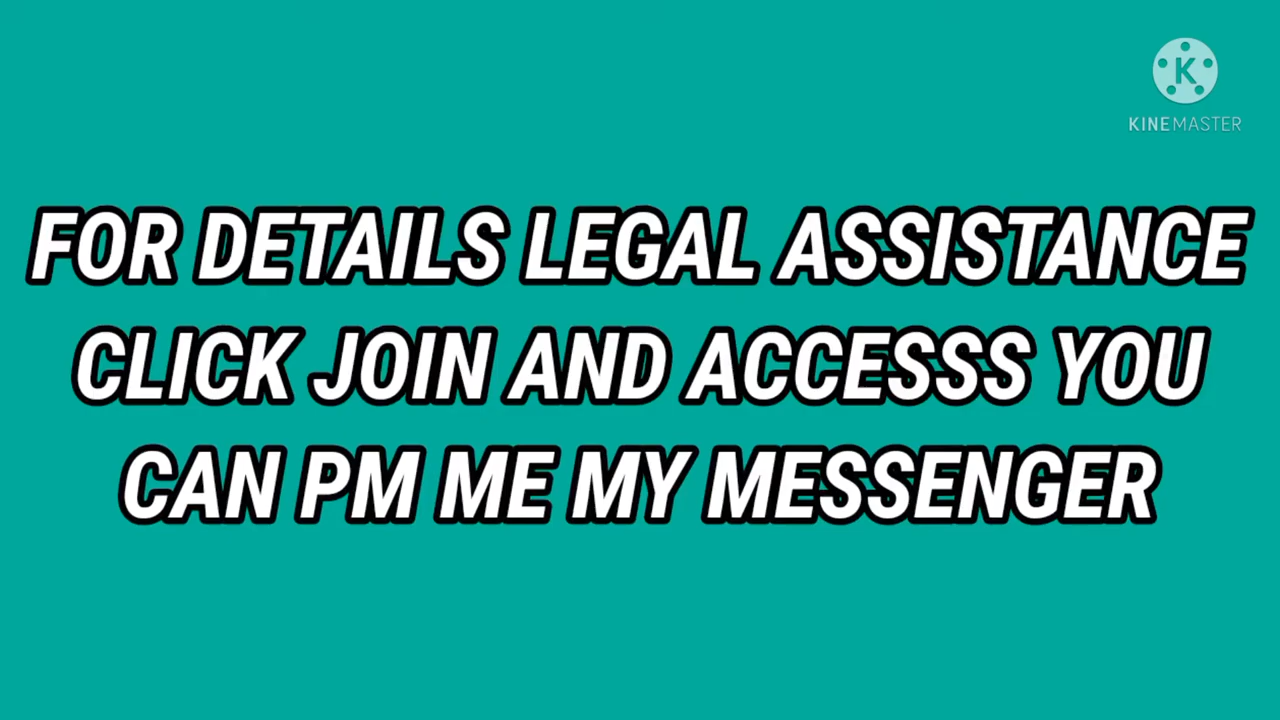 K
KINEMASTER
FOR DETAILS LEGAL ASSISTANCE
CLICK JOIN AND ACCESSS YOU
CAN PM ME MY MESSENGER